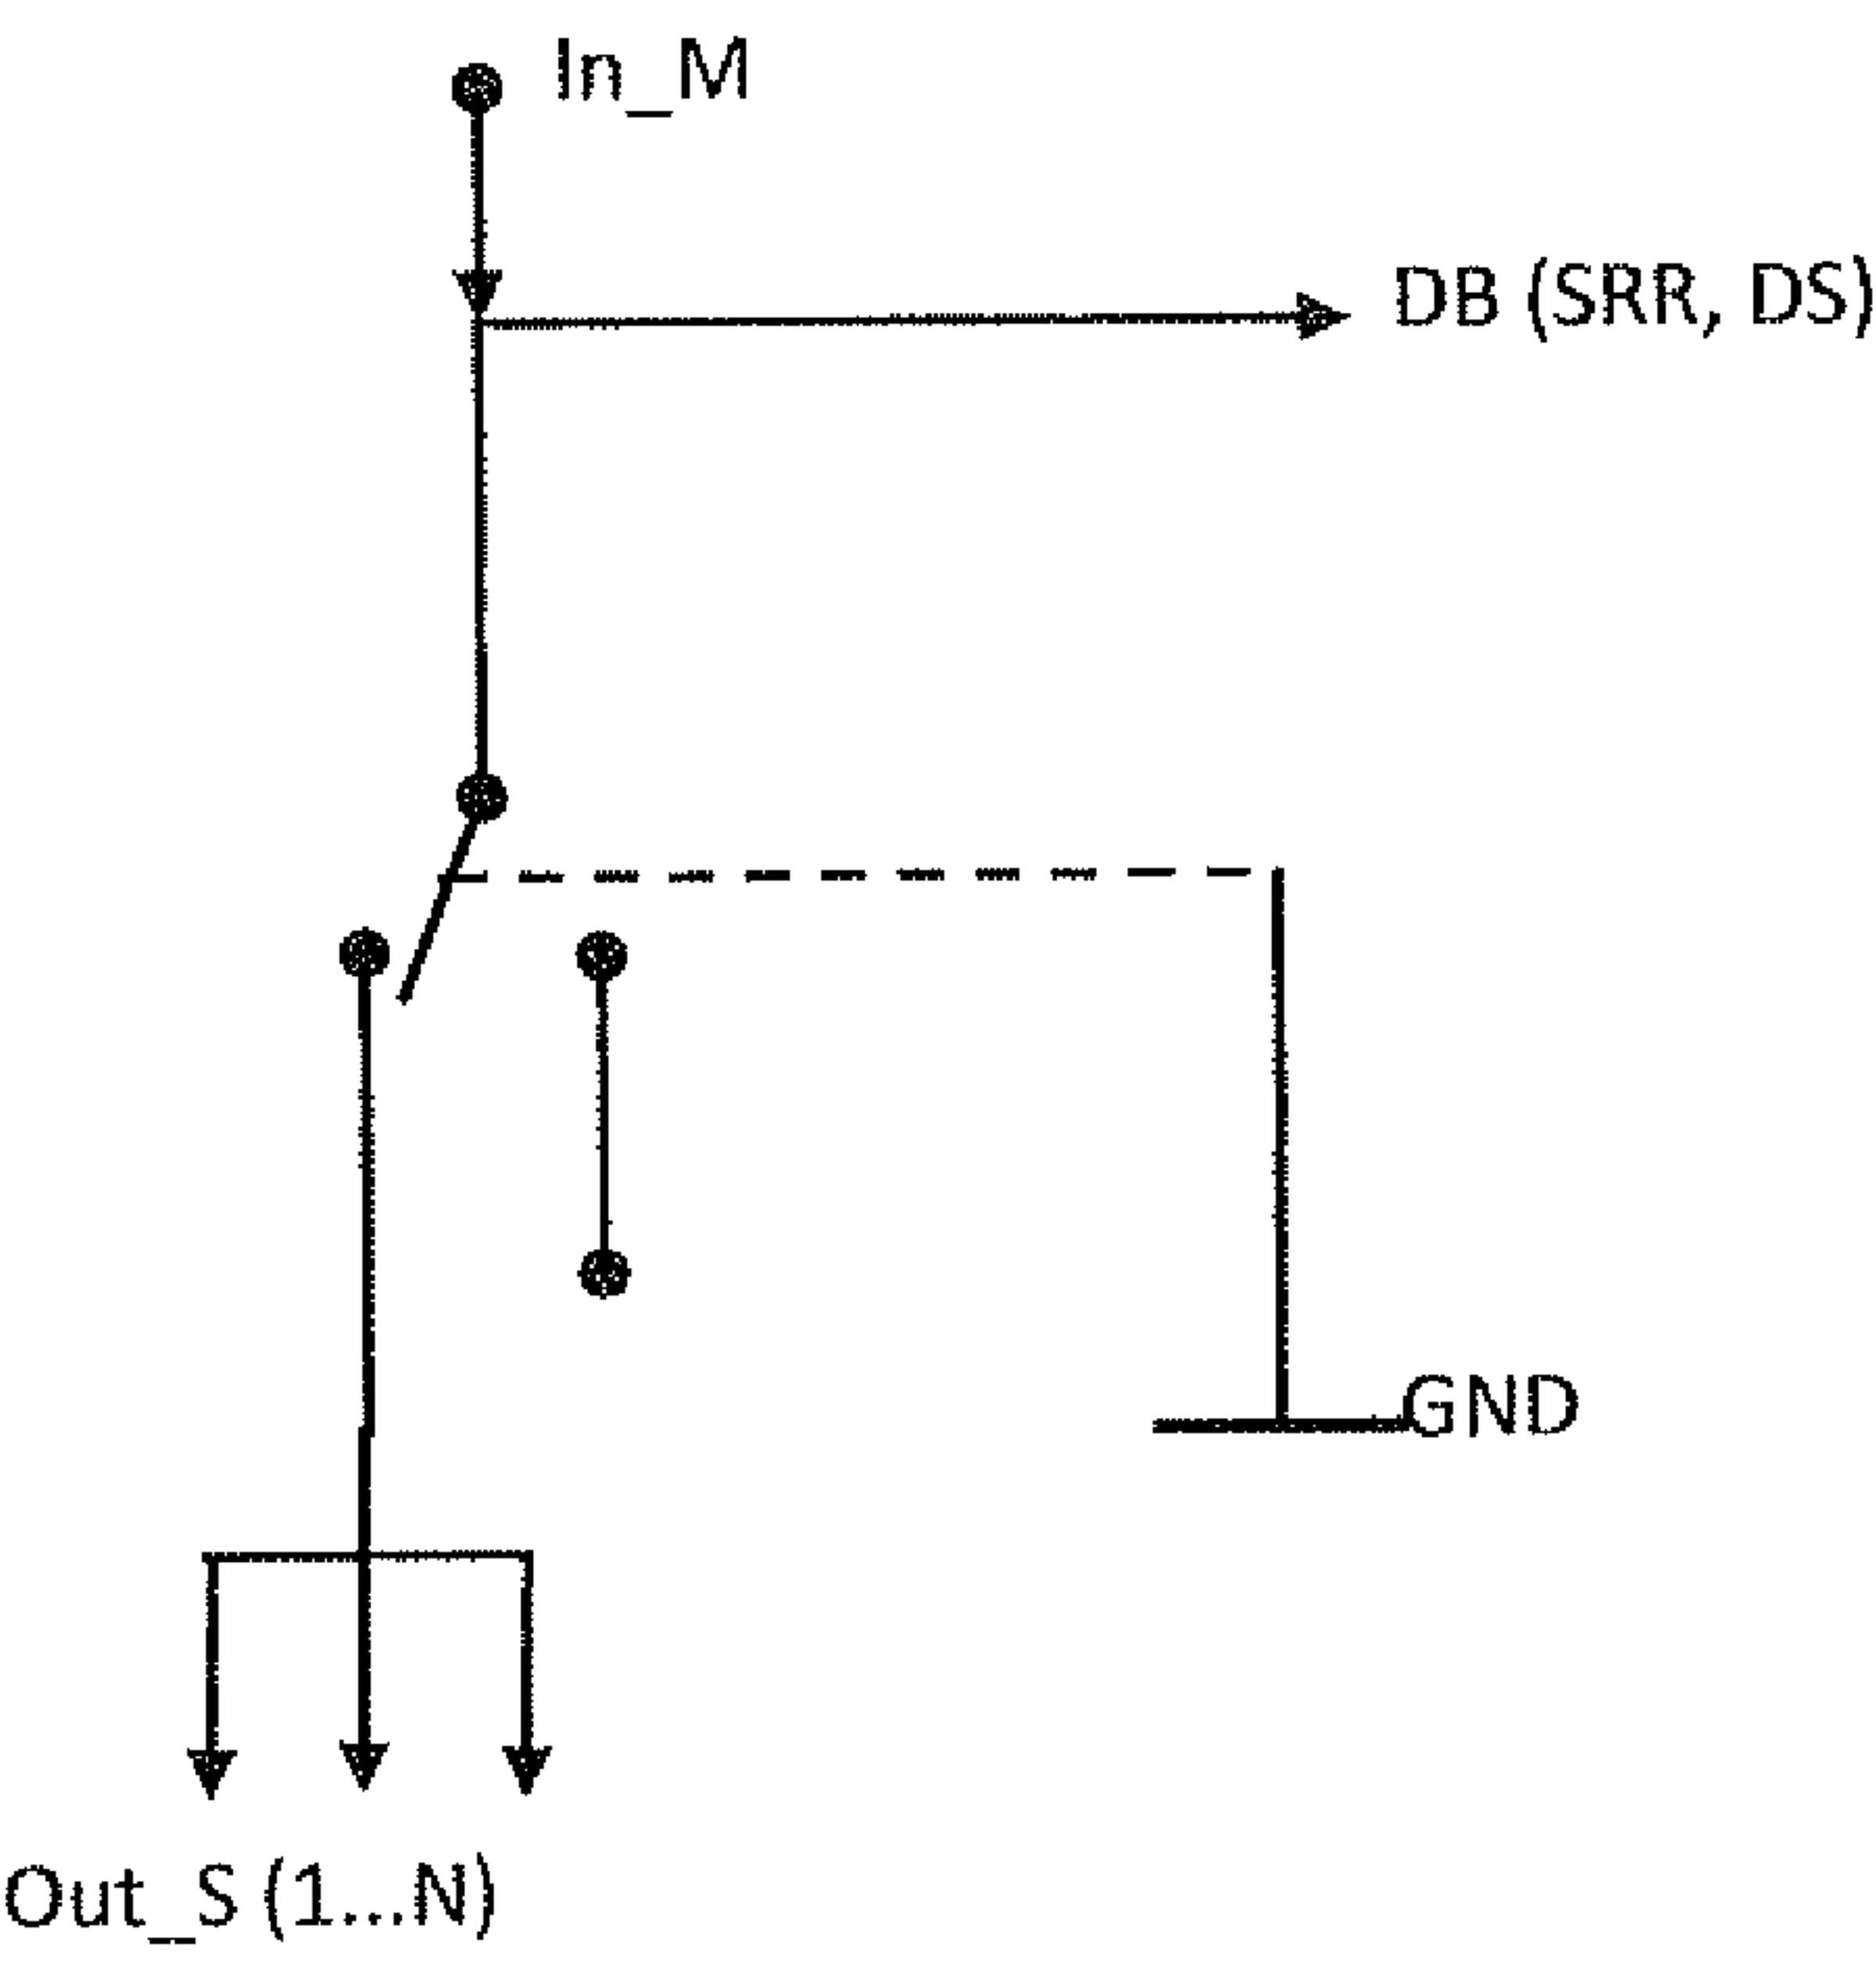 In_M
DB (SRR, DS)
GND
Out_S (1...N)